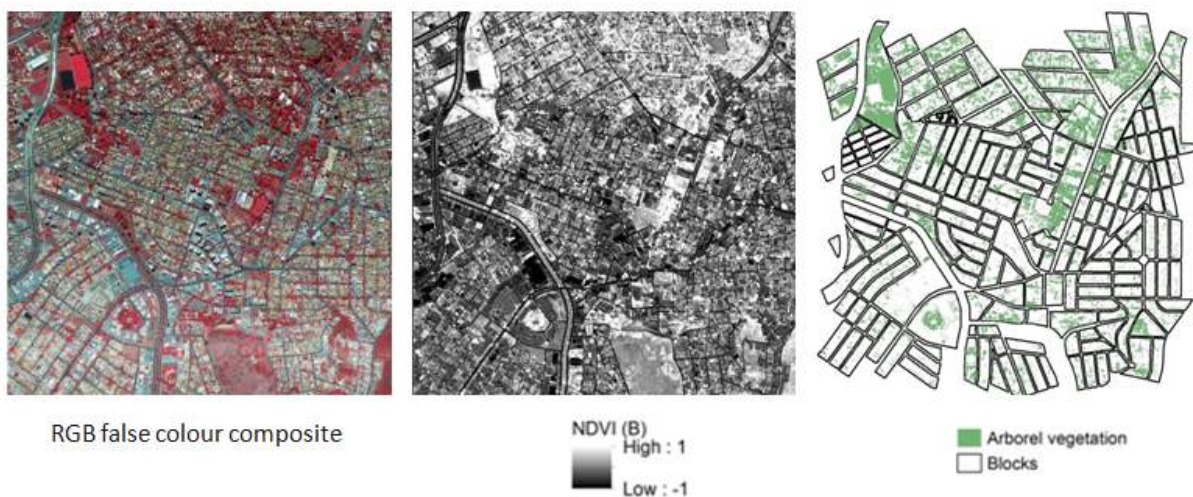 RGB false colour composite
NDVI (B)
High : 1
Low : -1
Arborel vegetation
Blocks